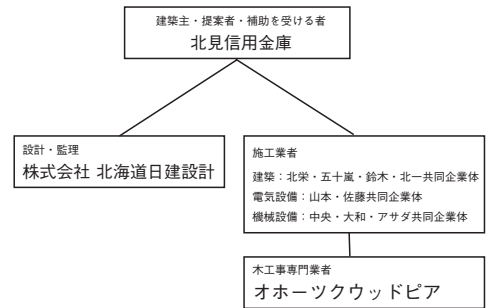 建築主・提案者・補助を受ける者
北見信用金庫
設計・監理
株式会社 北海道日建設計
施工業者
建築：北栄・五十嵐・鈴木・北一共同企業体
電気設備：山本・佐藤共同企業体
機械設備：中央・大和・アサダ共同企業体
木工事専門業者
オホーツクウッドピア